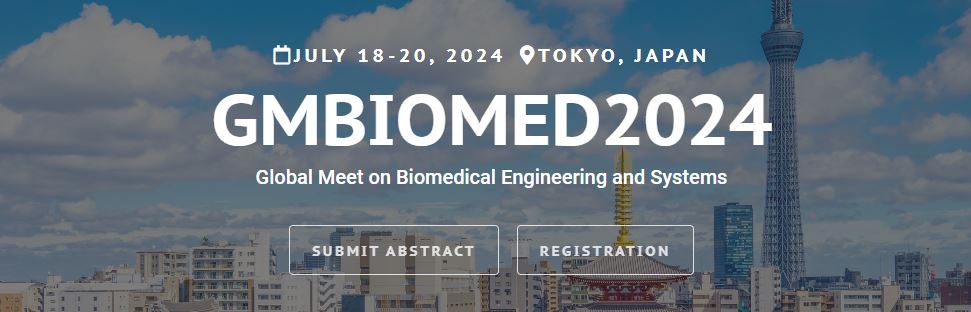 JULY 18-20, 2024 TOKYO, JAPAN
GMBIOMED2024
Global Meet on Biomedical Engineering and Systems
SUBMIT ABSTRACT REGISTRATION